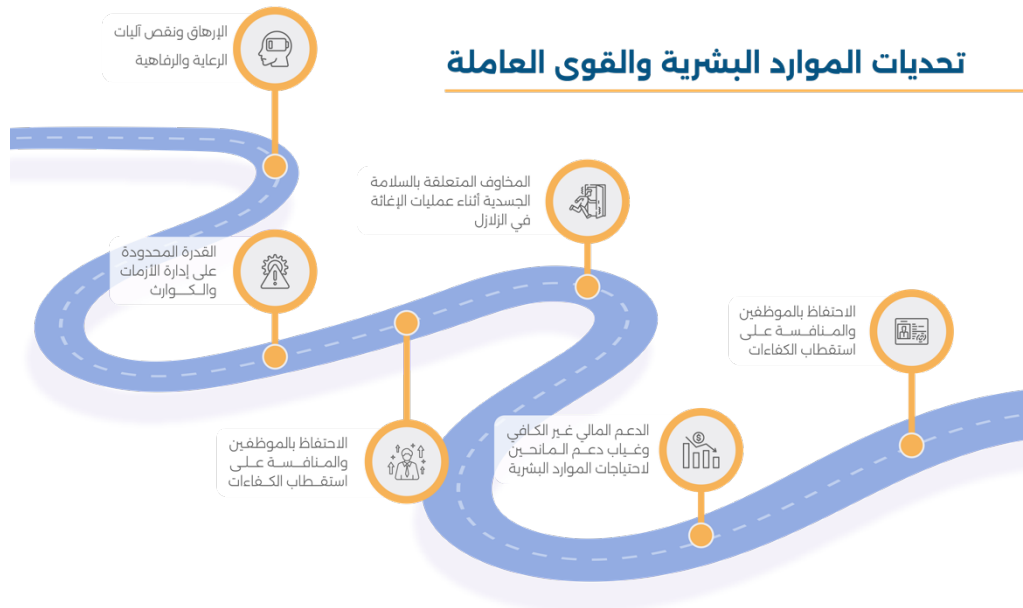 تحديات الموارد البشرية والقوى العاملة
الإرهاق ونقص آليات
الرعاية والرفاهية
المخاوف المتعلقة بالسلامة
الجسدية أثناء عمليات الإغاثة
في الزلازل
القدرة المحدودة
على إدارة الأزمات
والكوارث
الاحتفاظ بالموظفين
والمنافسة على
استقطاب الكفاءات
الدعم المالي غير الكافي
وغياب دعم المانحين
لاحتياجات الموارد البشرية
الاحتفاظ بالموظفين
والمنافسة على
استقطاب الكفاءات